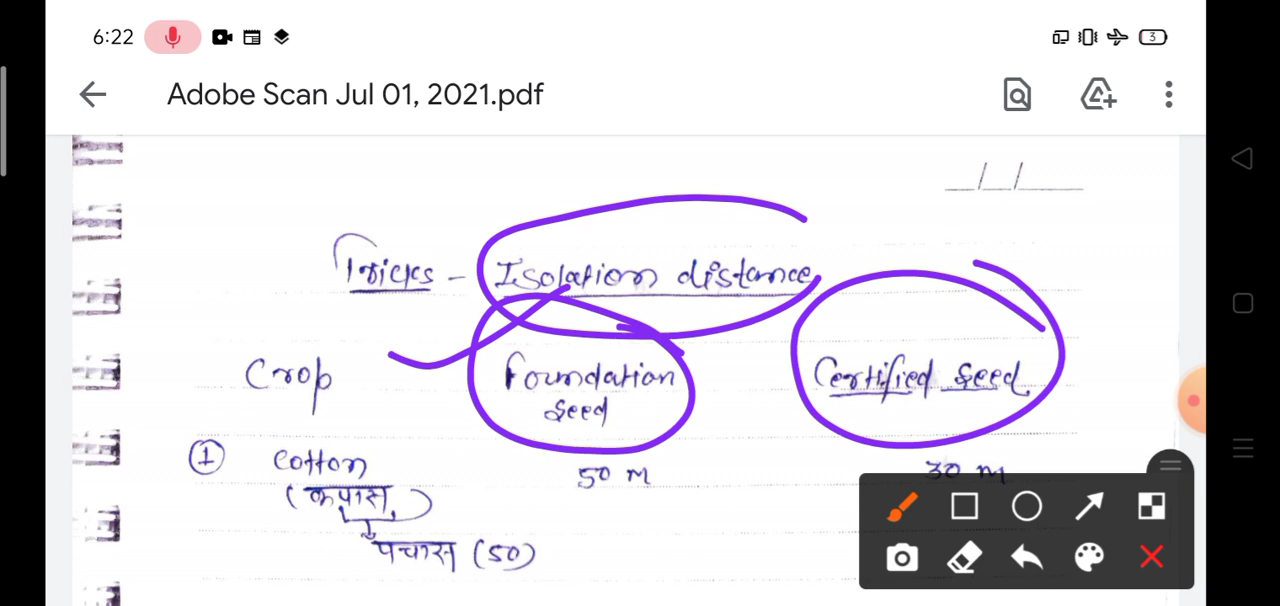 6:22
3
Adobe Scan Jul 01, 2021.pdf
Tricks - Isolation distance
Crop Foundation Seed Certified Seed
① Cotton 50 M 30 M
(कपास)
पचास (50)